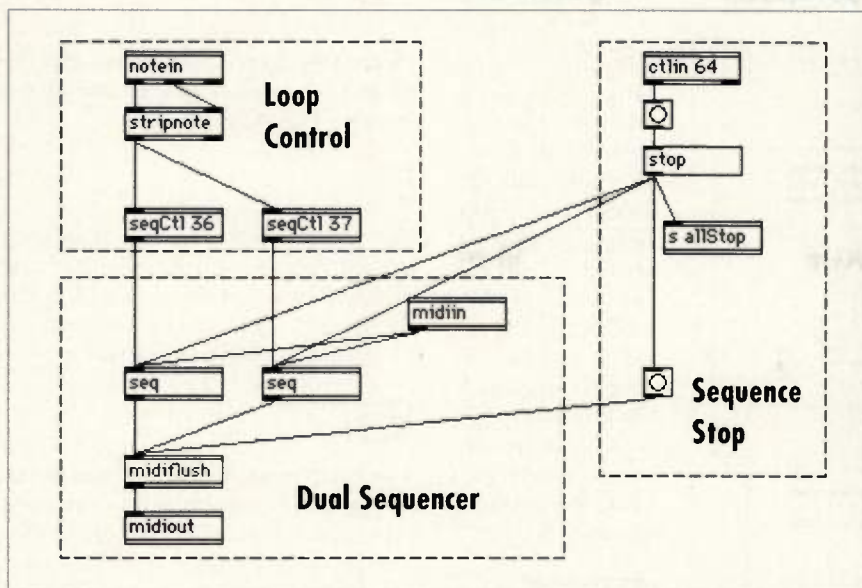 notein
stripnote
Loop
Control
seqCtl 36
seqCtl 37
ctlin 64
stop
s allStop
midiin
seq
seq
midiflush
midiout
Dual Sequencer
Sequence
Stop